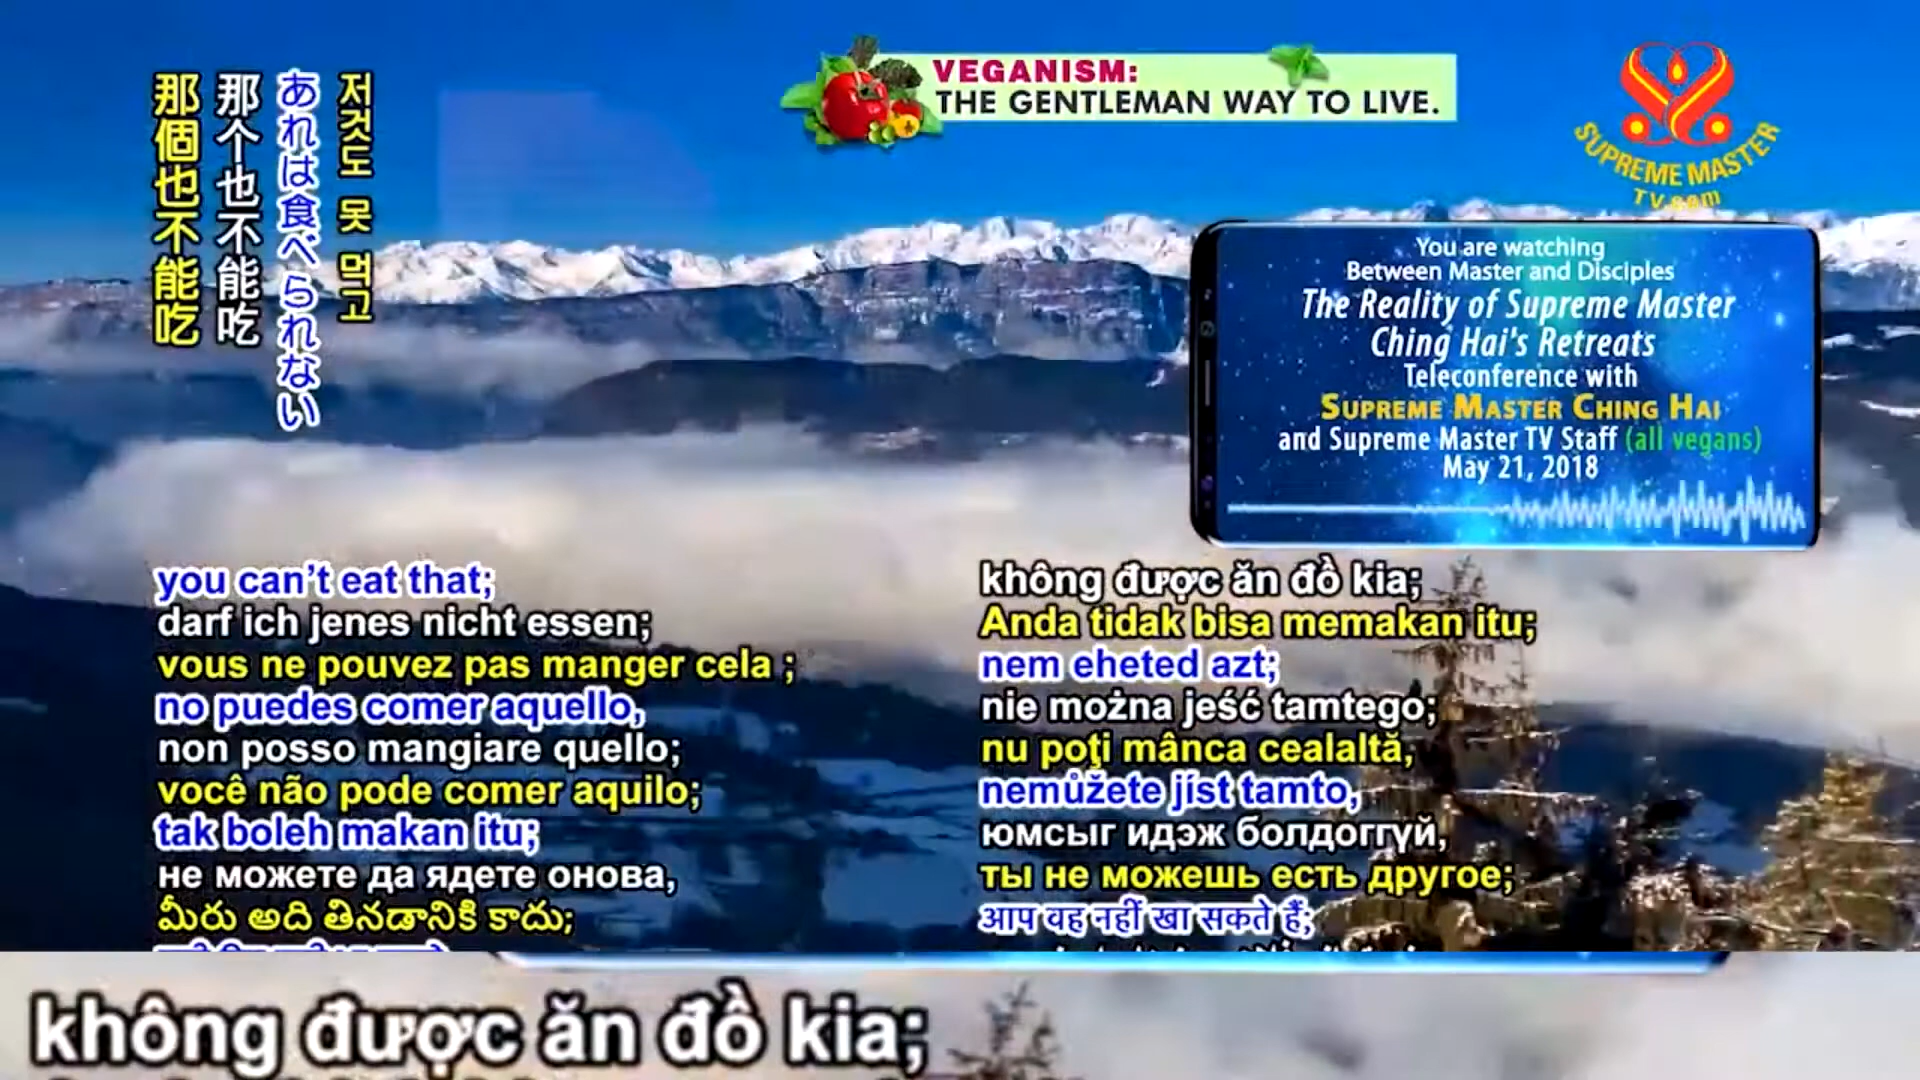 VEGANISM:
THE GENTLEMAN WAY TO LIVE.
SUPREME MASTER
TV.com
저것도 못 먹고
あれは食べられない
那个也不能吃
那個也不能吃
You are watching
Between Master and Disciples
The Reality of Supreme Master
Ching Hai's Retreats
Teleconference with
SUPREME MASTER CHING HAI
and Supreme Master TV Staff (all vegans)
May 21, 2018
you can't eat that;
darf ich jenes nicht essen;
vous ne pouvez pas manger cela ;
no puedes comer aquello,
non posso mangiare quello;
você não pode comer aquilo;
tak boleh makan itu;
не можете да ядете онова,
మీరు అది తినడానికి కాదు;
không được ăn đồ kia;
Anda tidak bisa memakan itu;
nem eheted azt;
nie można jeść tamtego;
nu poţi mânca cealaltă,
nemůžete jíst tamto,
юмсыг идэж болдоггүй,
ты не можешь есть другое;
आप वह नहीं खा सकते हैं;
không được ăn đồ kia;